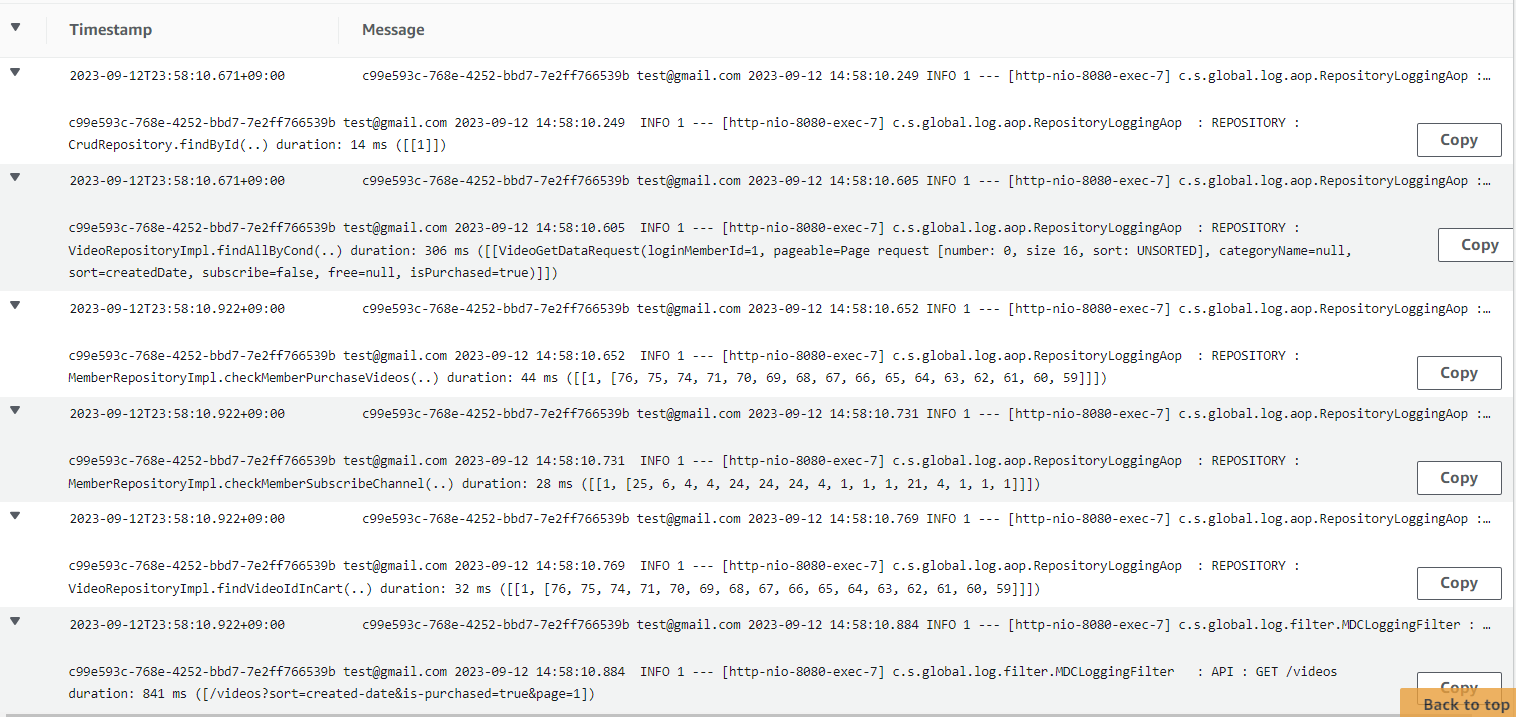 Timestamp Message
2023-09-12T23:58:10.671+09:00 c99e593c-768e-4252-bbd7-7e2ff766539b test@gmail.com 2023-09-12 14:58:10.249 INFO 1 --- [http-nio-8080-exec-7] c.s.global.log.aop.RepositoryLoggingAop :…
c99e593c-768e-4252-bbd7-7e2ff766539b test@gmail.com 2023-09-12 14:58:10.249  INFO 1 --- [http-nio-8080-exec-7] c.s.global.log.aop.RepositoryLoggingAop  : REPOSITORY :
CrudRepository.findById(..) duration: 14 ms ([[1]])
Copy
2023-09-12T23:58:10.671+09:00 c99e593c-768e-4252-bbd7-7e2ff766539b test@gmail.com 2023-09-12 14:58:10.605 INFO 1 --- [http-nio-8080-exec-7] c.s.global.log.aop.RepositoryLoggingAop :…
c99e593c-768e-4252-bbd7-7e2ff766539b test@gmail.com 2023-09-12 14:58:10.605  INFO 1 --- [http-nio-8080-exec-7] c.s.global.log.aop.RepositoryLoggingAop  : REPOSITORY :
VideoRepositoryImpl.findAllByCond(..) duration: 306 ms ([[VideoGetDataRequest(loginMemberId=1, pageable=Page request [number: 0, size 16, sort: UNSORTED], categoryName=null,
Copy
sort=createdDate, subscribe=false, free=null, isPurchased=true)]])
2023-09-12T23:58:10.922+09:00 c99e593c-768e-4252-bbd7-7e2ff766539b test@gmail.com 2023-09-12 14:58:10.652 INFO 1 --- [http-nio-8080-exec-7] c.s.global.log.aop.RepositoryLoggingAop :…
c99e593c-768e-4252-bbd7-7e2ff766539b test@gmail.com 2023-09-12 14:58:10.652  INFO 1 --- [http-nio-8080-exec-7] c.s.global.log.aop.RepositoryLoggingAop  : REPOSITORY :
MemberRepositoryImpl.checkMemberPurchaseVideos(..) duration: 44 ms ([[1, [76, 75, 74, 71, 70, 69, 68, 67, 66, 65, 64, 63, 62, 61, 60, 59]]])
Copy
2023-09-12T23:58:10.922+09:00 c99e593c-768e-4252-bbd7-7e2ff766539b test@gmail.com 2023-09-12 14:58:10.731 INFO 1 --- [http-nio-8080-exec-7] c.s.global.log.aop.RepositoryLoggingAop :…
c99e593c-768e-4252-bbd7-7e2ff766539b test@gmail.com 2023-09-12 14:58:10.731  INFO 1 --- [http-nio-8080-exec-7] c.s.global.log.aop.RepositoryLoggingAop  : REPOSITORY :
MemberRepositoryImpl.checkMemberSubscribeChannel(..) duration: 28 ms ([[1, [25, 6, 4, 4, 24, 24, 24, 4, 1, 1, 1, 21, 4, 1, 1, 1]]])
Copy
2023-09-12T23:58:10.922+09:00 c99e593c-768e-4252-bbd7-7e2ff766539b test@gmail.com 2023-09-12 14:58:10.769 INFO 1 --- [http-nio-8080-exec-7] c.s.global.log.aop.RepositoryLoggingAop :…
c99e593c-768e-4252-bbd7-7e2ff766539b test@gmail.com 2023-09-12 14:58:10.769  INFO 1 --- [http-nio-8080-exec-7] c.s.global.log.aop.RepositoryLoggingAop  : REPOSITORY :
VideoRepositoryImpl.findVideoIdInCart(..) duration: 32 ms ([[1, [76, 75, 74, 71, 70, 69, 68, 67, 66, 65, 64, 63, 62, 61, 60, 59]]])
Copy
2023-09-12T23:58:10.922+09:00 c99e593c-768e-4252-bbd7-7e2ff766539b test@gmail.com 2023-09-12 14:58:10.884 INFO 1 --- [http-nio-8080-exec-7] c.s.global.log.filter.MDCLoggingFilter : …
c99e593c-768e-4252-bbd7-7e2ff766539b test@gmail.com 2023-09-12 14:58:10.884  INFO 1 --- [http-nio-8080-exec-7] c.s.global.log.filter.MDCLoggingFilter   : API : GET /videos
duration: 841 ms ([/videos?sort=created-date&is-purchased=true&page=1])
Copy
Back to top